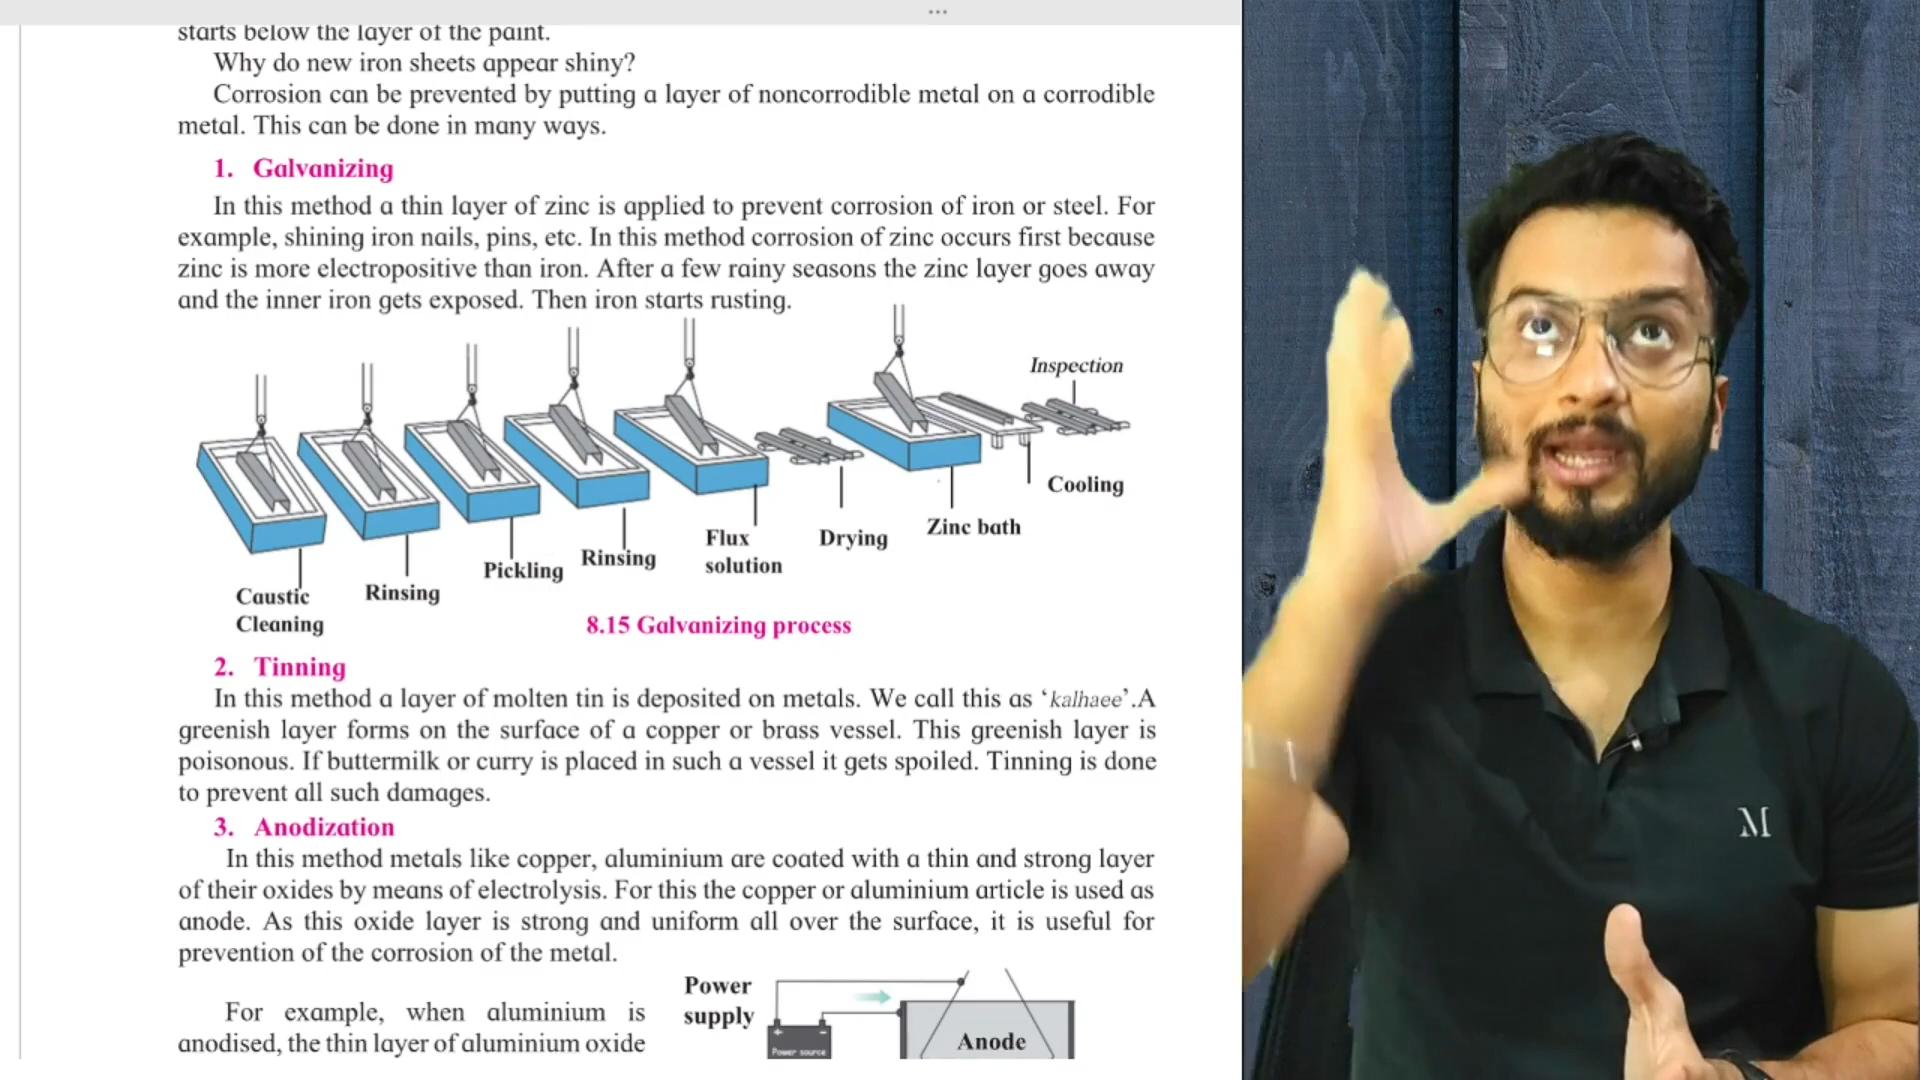 ...
starts below the layer of the paint.
Why do new iron sheets appear shiny?
Corrosion can be prevented by putting a layer of noncorrodible metal on a corrodible
metal. This can be done in many ways.
1. Galvanizing
In this method a thin layer of zinc is applied to prevent corrosion of iron or steel. For
example, shining iron nails, pins, etc. In this method corrosion of zinc occurs first because
zinc is more electropositive than iron. After a few rainy seasons the zinc layer goes away
and the inner iron gets exposed. Then iron starts rusting.
Inspection
Cooling
Zinc bath
Drying
Flux
solution
Rinsing
Pickling
Rinsing
Caustic
Cleaning
8.15 Galvanizing process
2. Tinning
In this method a layer of molten tin is deposited on metals. We call this as ‘kalhaee’.A
greenish layer forms on the surface of a copper or brass vessel. This greenish layer is
poisonous. If buttermilk or curry is placed in such a vessel it gets spoiled. Tinning is done
to prevent all such damages.
3. Anodization
In this method metals like copper, aluminium are coated with a thin and strong layer
of their oxides by means of electrolysis. For this the copper or aluminium article is used as
anode. As this oxide layer is strong and uniform all over the surface, it is useful for
prevention of the corrosion of the metal.
For example, when aluminium is
anodised, the thin layer of aluminium oxide
Power
supply
+ −
Power source
Anode
M